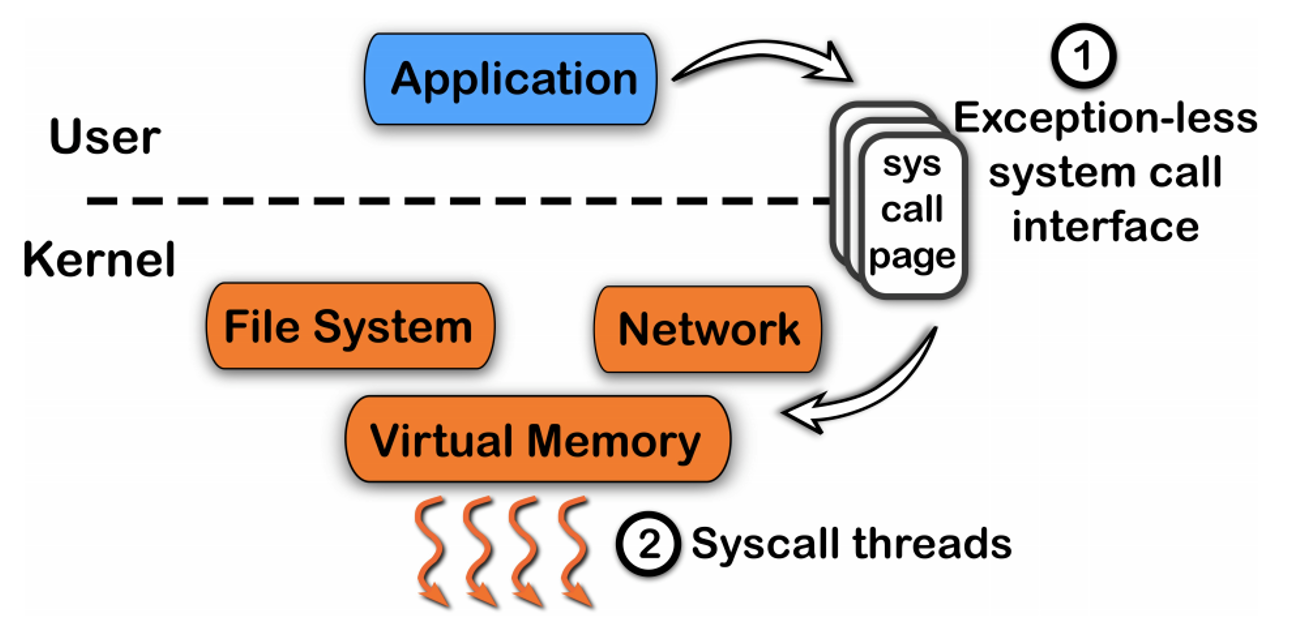 Application
1
Exception-less
system call
interface
User
sys
call
page
Kernel
File System
Network
Virtual Memory
2 Syscall threads